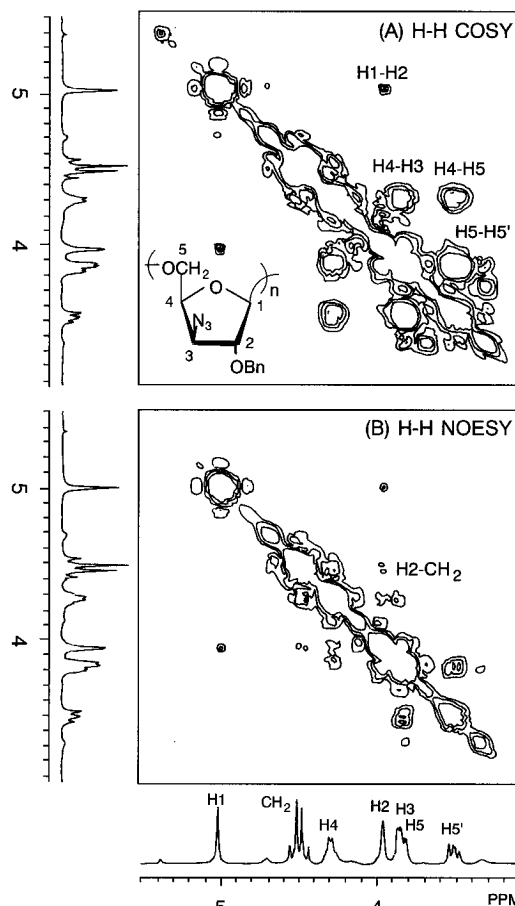 (A) H-H COSY
H1-H2
5
H4-H3 H4-H5
H5-H5'
4
5
OCH2
O
n
4
1
N3
3
2
OBn
(B) H-H NOESY
5
H2-CH2
4
H1
CH2
H4
H2
H3
H5
H5'
5
4
PPM